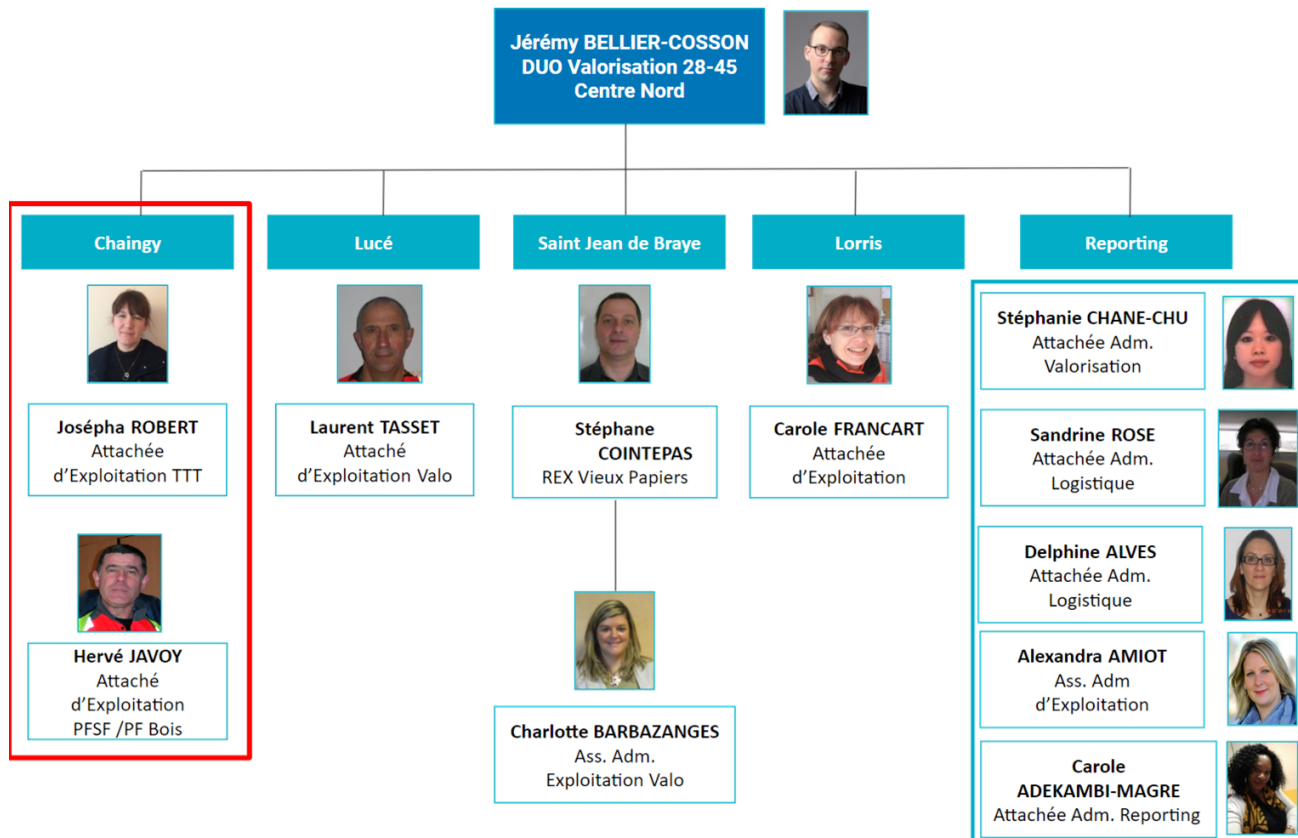 Jérémy BELLIER-COSSON
DUO Valorisation 28-45
Centre Nord
Chaingy
Lucé
Saint Jean de Braye
Lorris
Reporting
Josépha ROBERT
Attachée
d’Exploitation TTT
Hervé JAVOY
Attaché
d’Exploitation
PFSF /PF Bois
Laurent TASSET
Attaché
d’Exploitation Valo
Stéphane
COINTEPAS
REX Vieux Papiers
Charlotte BARBAZANGES
Ass. Adm.
Exploitation Valo
Carole FRANCART
Attachée
d’Exploitation
Stéphanie CHANE-CHU
Attachée Adm.
Valorisation
Sandrine ROSE
Attachée Adm.
Logistique
Delphine ALVES
Attachée Adm.
Logistique
Alexandra AMIOT
Ass. Adm
d’Exploitation
Carole
ADEKAMBI-MAGRE
Attachée Adm. Reporting